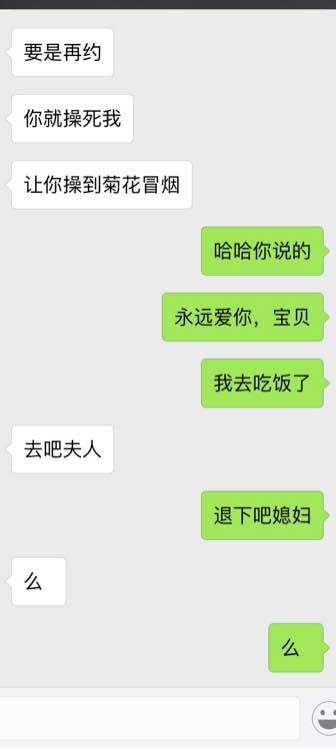 要是再约
你就操死我
让你操到菊花冒烟
哈哈你说的
永远爱你，宝贝
我去吃饭了
去吧夫人
退下吧媳妇
么
么